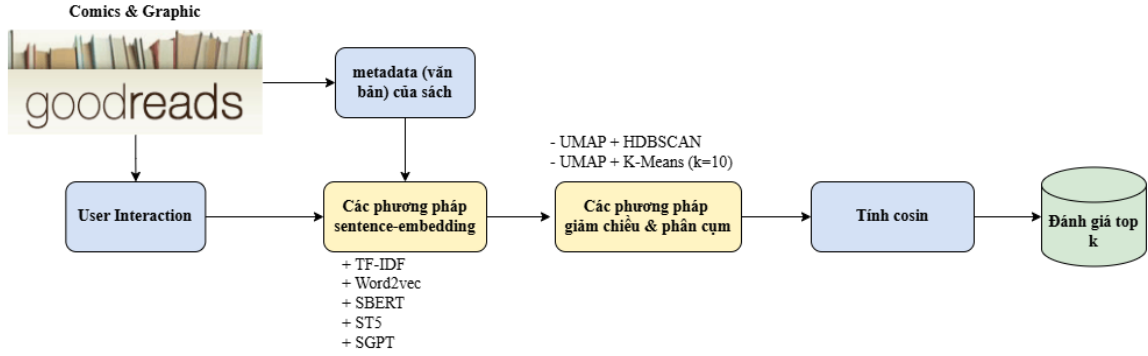 Comics & Graphic
goodreads
metadata (văn
bản) của sách
- UMAP + HDBSCAN
- UMAP + K-Means (k=10)
User Interaction
Các phương pháp
sentence-embedding
Các phương pháp
giảm chiều & phân cụm
Tính cosin
Đánh giá top
k
+ TF-IDF
+ Word2vec
+ SBERT
+ ST5
+ SGPT